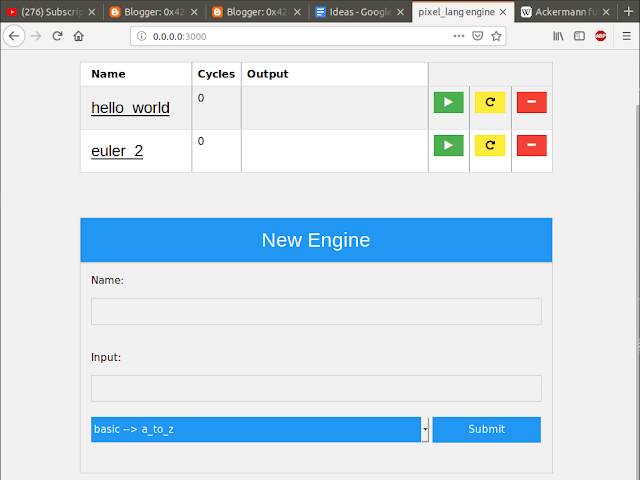 (276) Subscrip
Blogger: 0x42
Blogger: 0x42
Ideas - Google
pixel_lang engine
Ackermann fu
0.0.0.0:3000
Name Cycles Output
hello_world 0
euler_2 0
New Engine
Name:
Input:
basic --> a_to_z
Submit